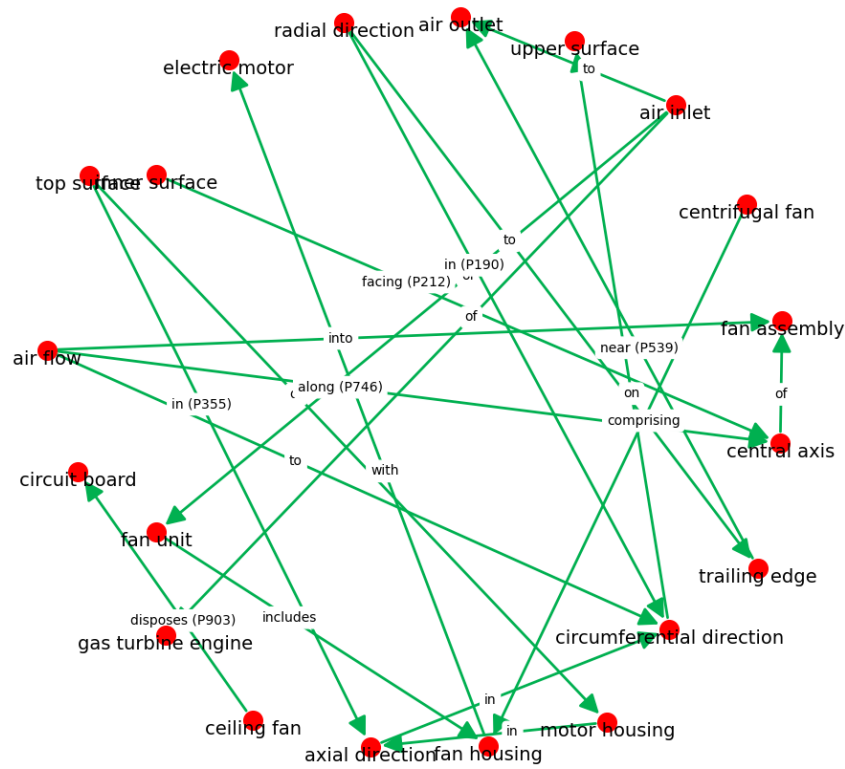 radial direction
air outlet
upper surface
electric motor
to
air inlet
top surface
inner surface
centrifugal fan
to
in (P190)
facing (P212)
of
fan assembly
into
near (P539)
air flow
along (P746)
on
of
in (P355)
comprising
central axis
to
with
circuit board
fan unit
trailing edge
disposes (P903)
includes
circumferential direction
gas turbine engine
in
ceiling fan
in
motor housing
axial direction
fan housing